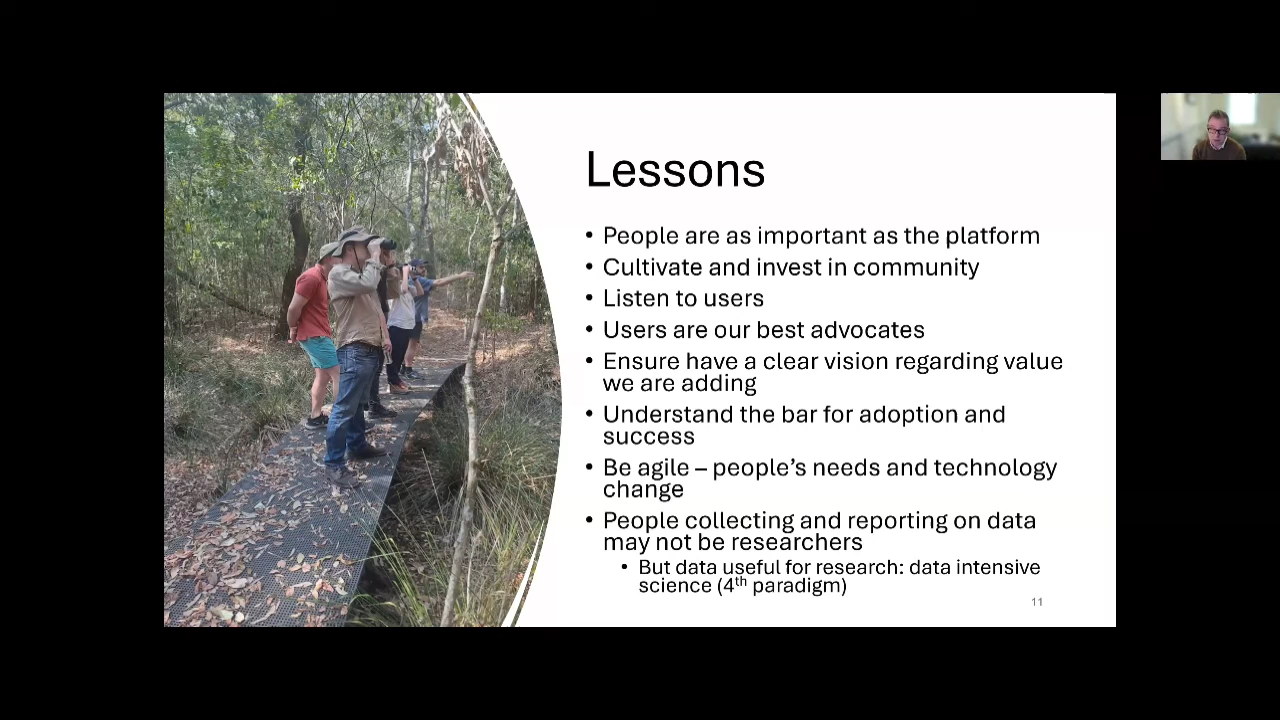 Lessons
• People are as important as the platform
• Cultivate and invest in community
• Listen to users
• Users are our best advocates
• Ensure have a clear vision regarding value
we are adding
• Understand the bar for adoption and
success
• Be agile – people’s needs and technology
change
• People collecting and reporting on data
may not be researchers
• But data useful for research: data intensive
science (4th paradigm)
11